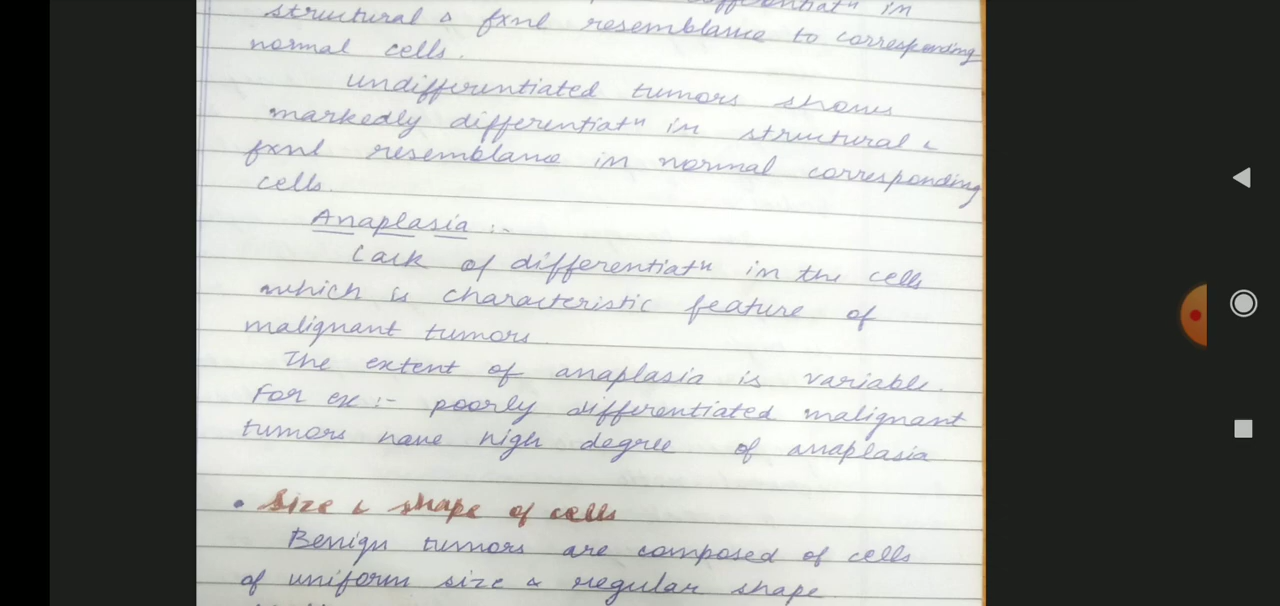 differentiatⁿ in
structural & fxnl resemblance to corresponding
normal cells.
Undifferentiated tumors shows
markedly differentiatⁿ in structural &
fxnl resemblance in normal corresponding
cells.
Anaplasia :-
Lack of differentiatⁿ in the cells
which is characteristic feature of
malignant tumors
The extent of anaplasia is variable.
For ex :- poorly differentiated malignant
tumors have high degree of anaplasia
• Size & shape of cells
Benign tumors are composed of cells
of uniform size & regular shape